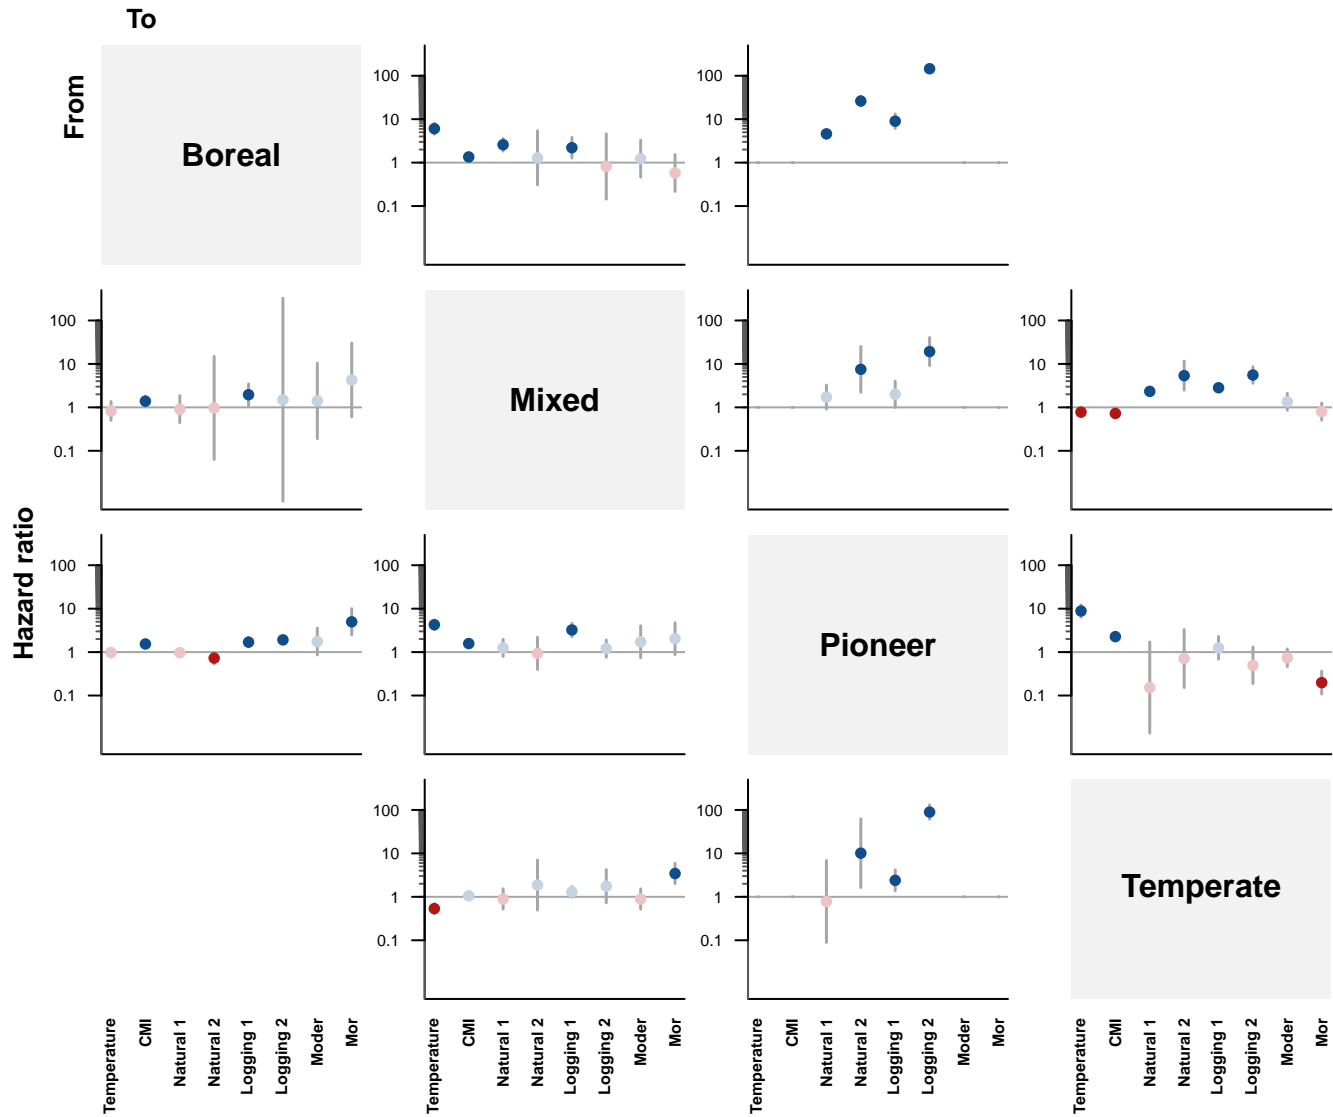 To
From
Hazard ratio
Boreal
100
10
1
0.1
100
10
1
0.1
100
10
1
0.1
Mixed
100
10
1
0.1
100
10
1
0.1
100
10
1
0.1
100
10
1
0.1
Pioneer
100
10
1
0.1
100
10
1
0.1
100
10
1
0.1
Temperate
Temperature
CMI
Natural 1
Natural 2
Logging 1
Logging 2
Moder
Mor
Temperature
CMI
Natural 1
Natural 2
Logging 1
Logging 2
Moder
Mor
Temperature
CMI
Natural 1
Natural 2
Logging 1
Logging 2
Moder
Mor
Temperature
CMI
Natural 1
Natural 2
Logging 1
Logging 2
Moder
Mor